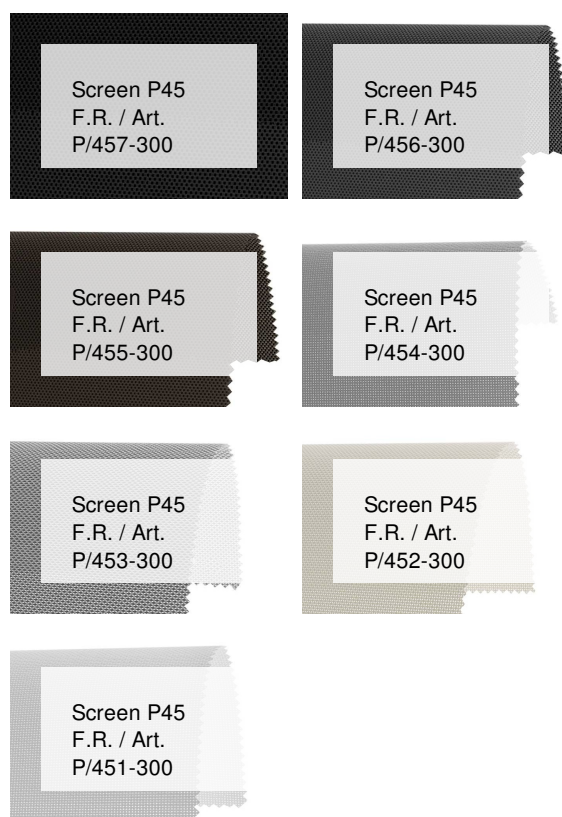 Screen P45
F.R. / Art.
P/457-300
Screen P45
F.R. / Art.
P/456-300
Screen P45
F.R. / Art.
P/455-300
Screen P45
F.R. / Art.
P/454-300
Screen P45
F.R. / Art.
P/453-300
Screen P45
F.R. / Art.
P/452-300
Screen P45
F.R. / Art.
P/451-300